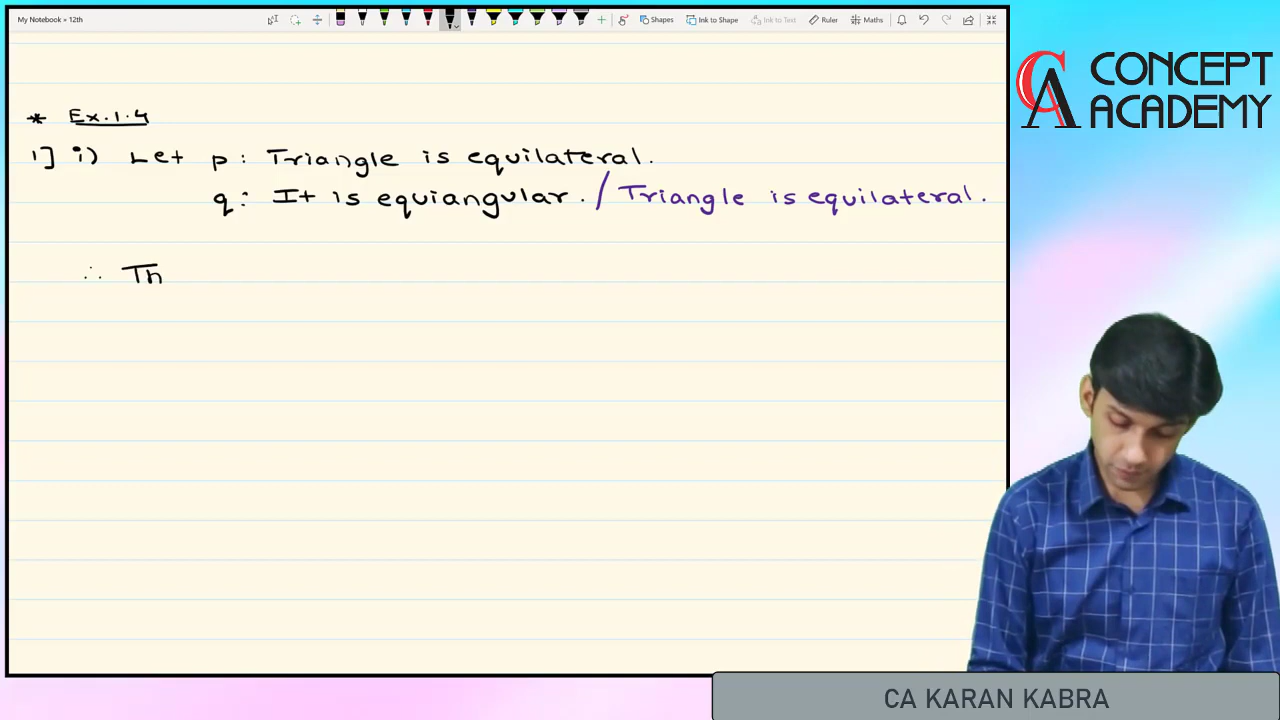 My Notebook > 12th
Shapes
Ink to Shape
Ink to Text
Ruler
Maths
CONCEPT
ACADEMY
CA
* Ex.1.4
1] i) Let p: Triangle is equilateral.
q: It is equiangular. / Triangle is equilateral.
∴ Th
CA KARAN KABRA